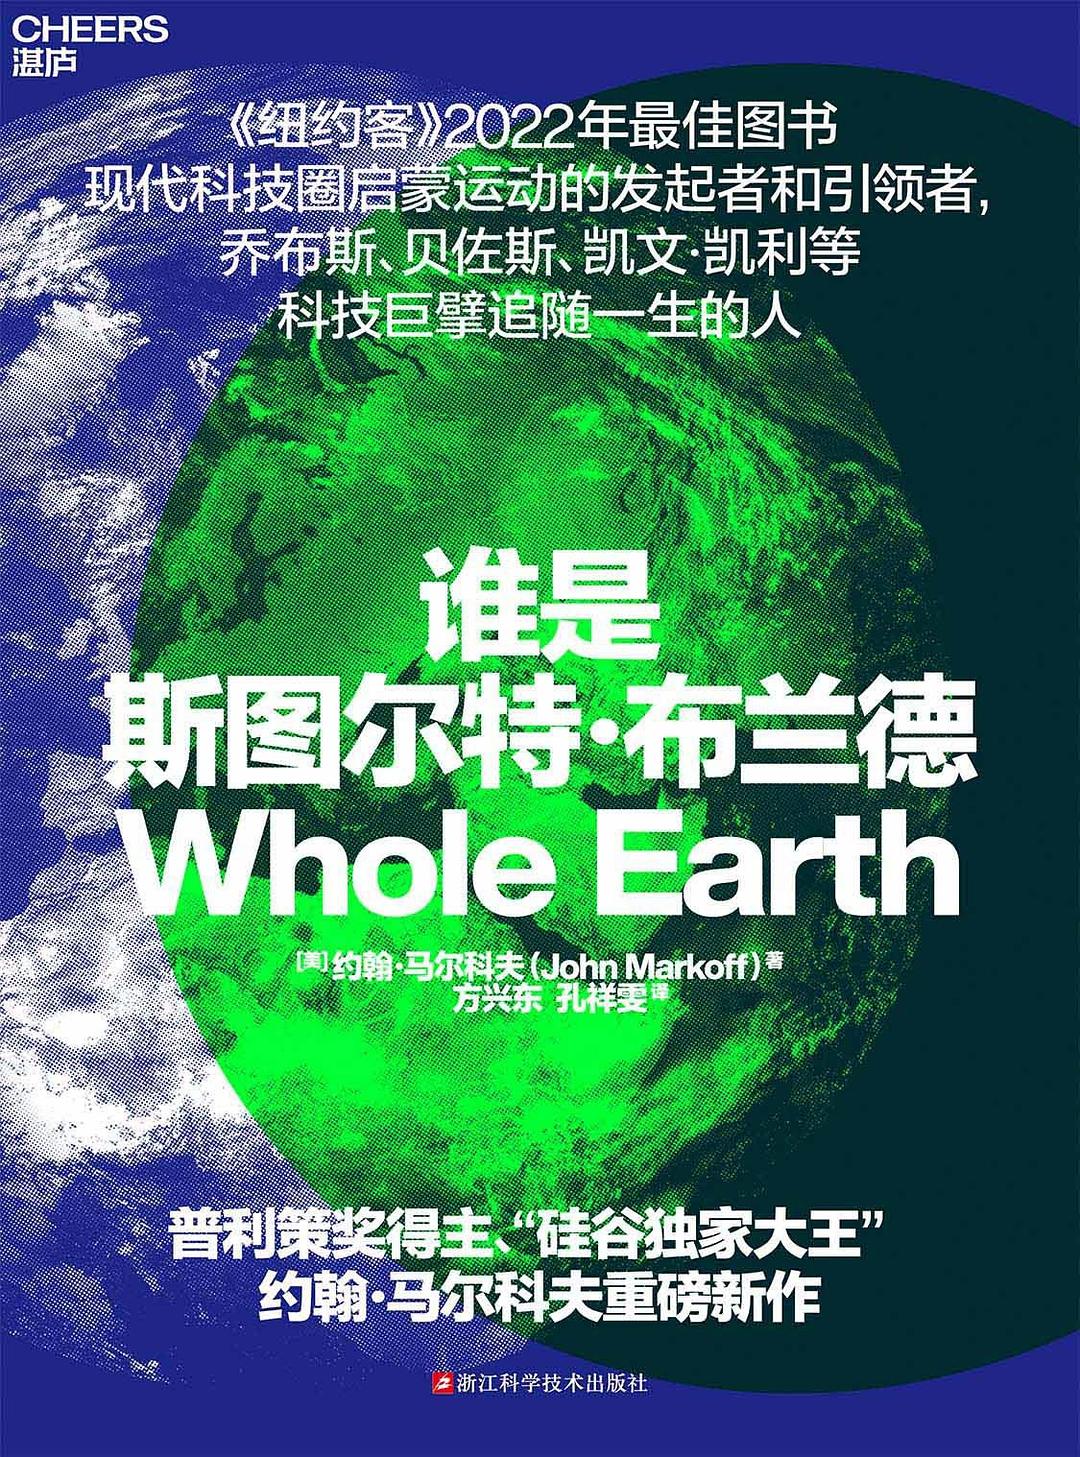 CHEERS
湛庐
《纽约客》2022年最佳图书
现代科技圈启蒙运动的发起者和引领者，
乔布斯、贝佐斯、凯文·凯利等
科技巨擘追随一生的人
谁是
斯图尔特·布兰德
Whole Earth
[美]约翰·马尔科夫（John Markoff）著
方兴东 孔祥雯 译
普利策奖得主、“硅谷独家大王”
约翰·马尔科夫重磅新作
浙江科学技术出版社